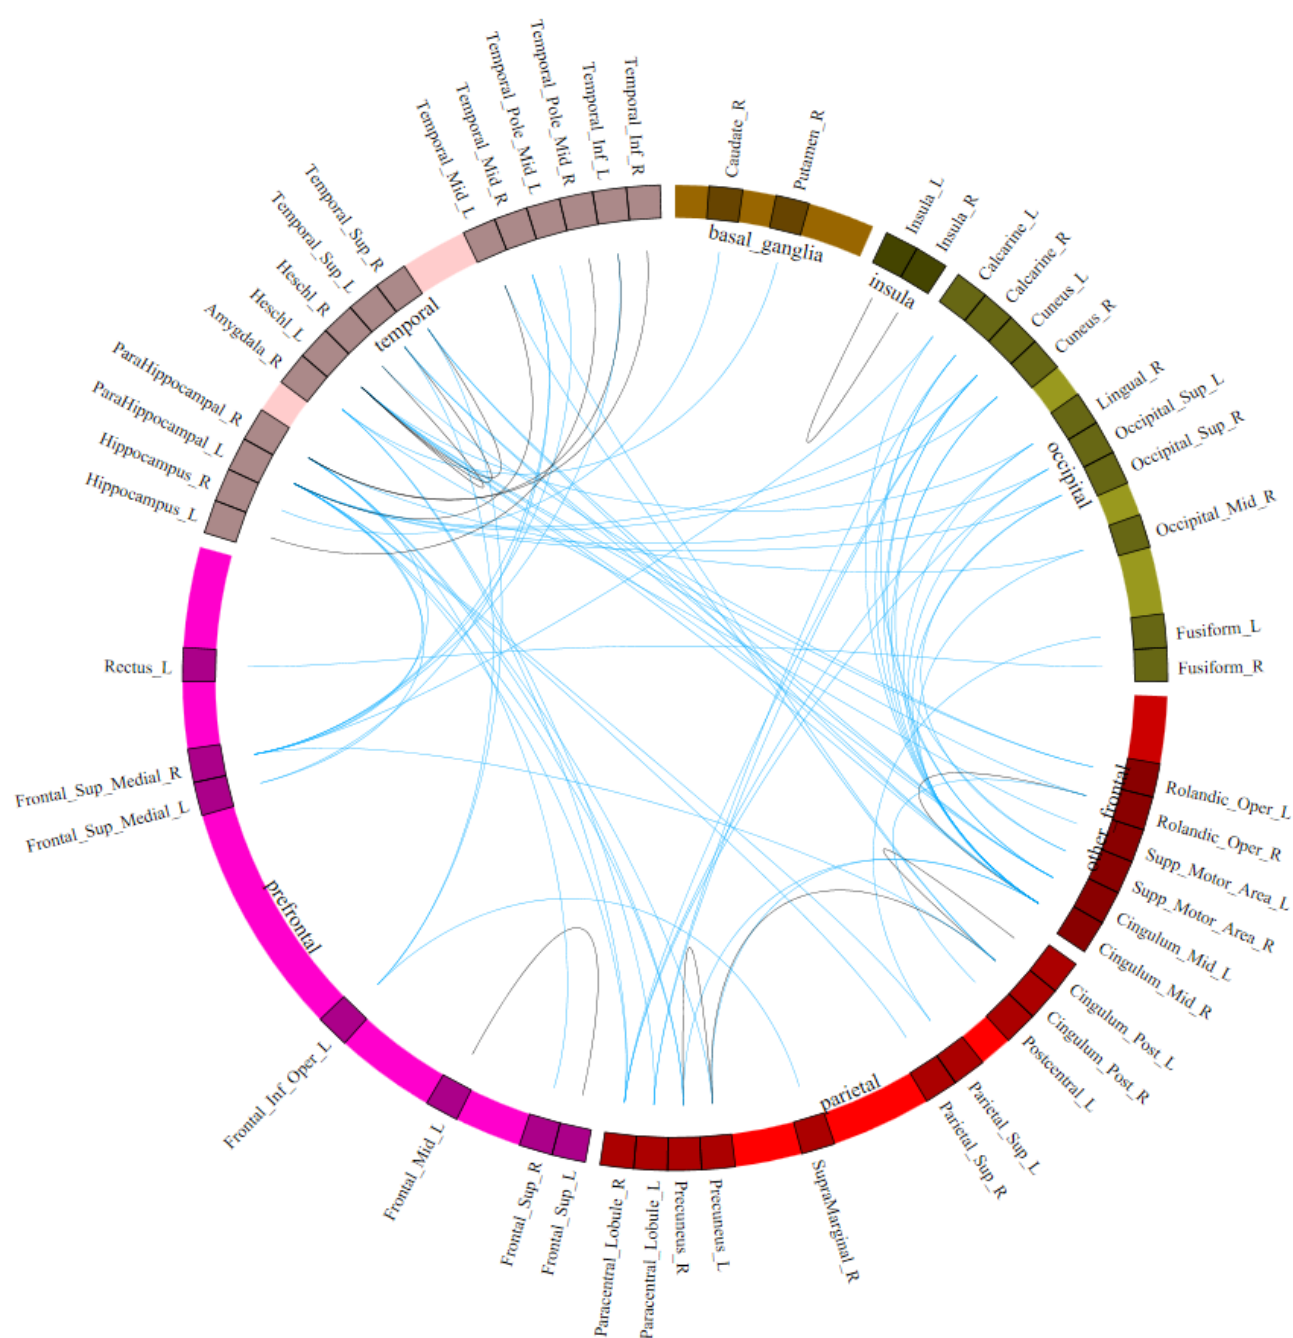 Temporal_Mid_L
Temporal_Mid_R
Temporal_Pole_Mid_L
Temporal_Pole_Mid_R
Temporal_Inf_L
Temporal_Inf_R
Caudate_R
Putamen_R
basal_ganglia
Insula_L
Insula_R
insula
Calcarine_L
Calcarine_R
Cuneus_L
Cuneus_R
Lingual_R
Occipital_Sup_L
Occipital_Sup_R
occipital
Occipital_Mid_R
Fusiform_L
Fusiform_R
Rolandic_Oper_L
Rolandic_Oper_R
Supp_Motor_Area_L
Supp_Motor_Area_R
Cingulum_Mid_L
Cingulum_Mid_R
other_frontal
Cingulum_Post_L
Cingulum_Post_R
Postcentral_L
Parietal_Sup_L
Parietal_Sup_R
parietal
SupraMarginal_R
Precuneus_L
Precuneus_R
Paracentral_Lobule_L
Paracentral_Lobule_R
Frontal_Sup_L
Frontal_Sup_R
Frontal_Mid_L
Frontal_Inf_Oper_L
prefrontal
Frontal_Sup_Medial_L
Frontal_Sup_Medial_R
Rectus_L
Hippocampus_L
Hippocampus_R
ParaHippocampal_L
ParaHippocampal_R
Amygdala_R
Heschl_L
Heschl_R
Temporal_Sup_L
Temporal_Sup_R
temporal